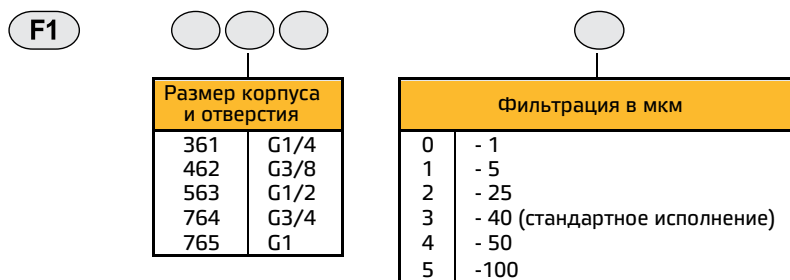 F1
Размер корпуса
и отверстия
361 G1/4
462 G3/8
563 G1/2
764 G3/4
765 G1
Фильтрация в мкм
0 - 1
1 - 5
2 - 25
3 - 40 (стандартное исполнение)
4 - 50
5 -100